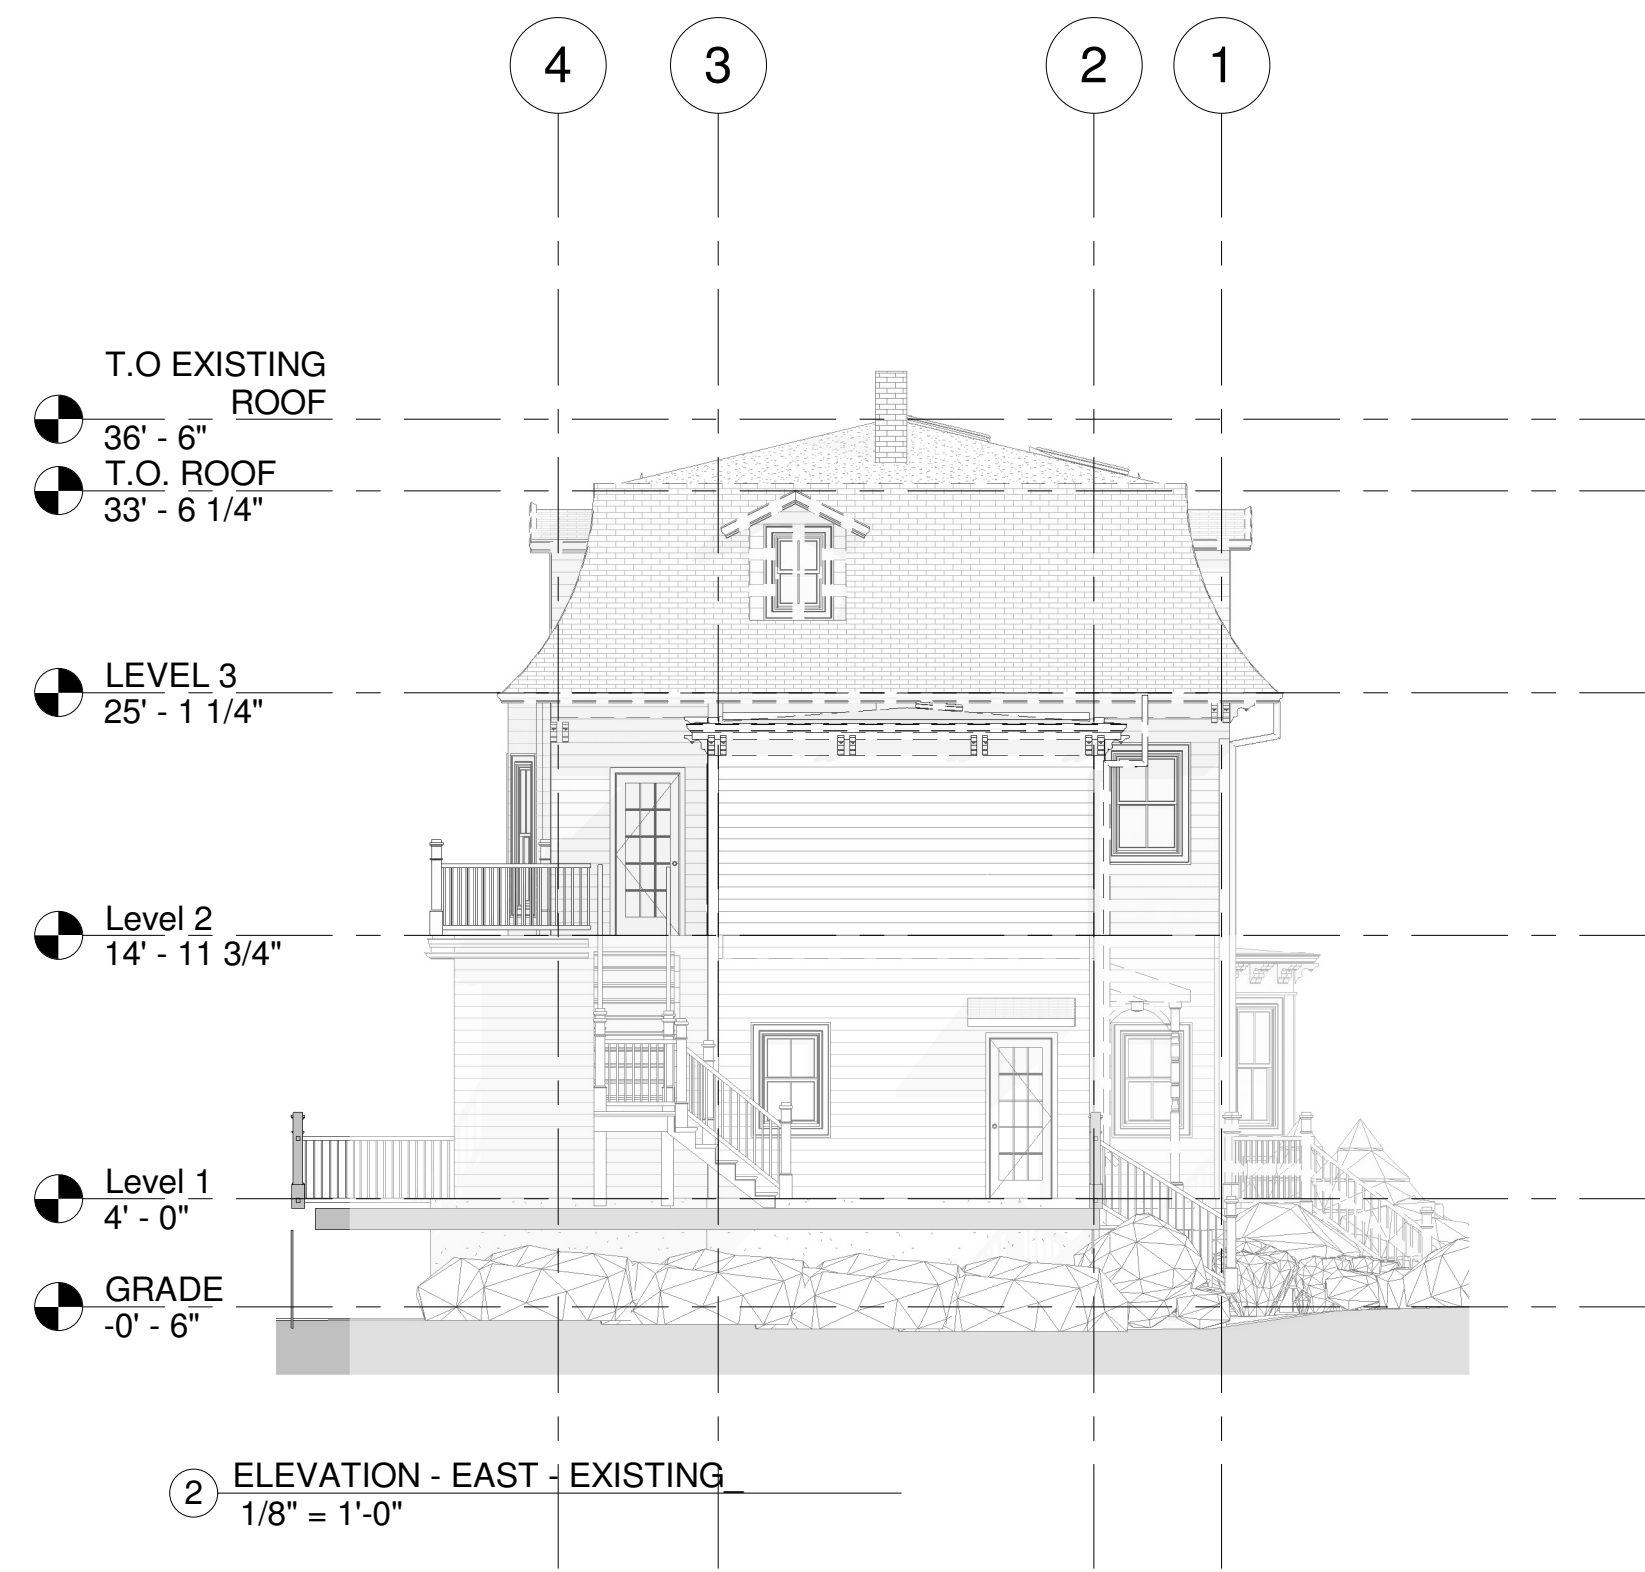 4 3 2 1
T.O EXISTING
ROOF
36' - 6"
T.O. ROOF
33' - 6 1/4"
LEVEL 3
25' - 1 1/4"
Level 2
14' - 11 3/4"
Level 1
4' - 0"
GRADE
-0' - 6"
2 ELEVATION - EAST - EXISTING_
1/8" = 1'-0"